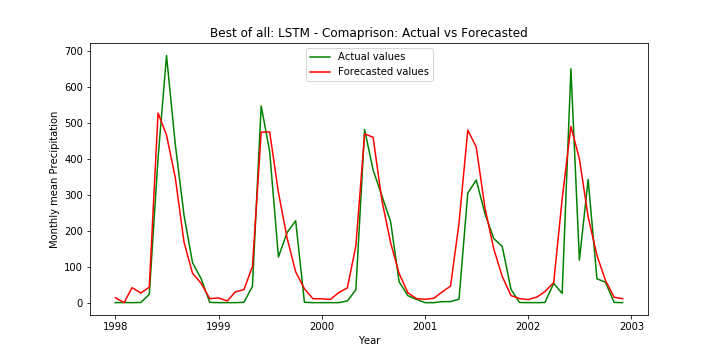 Best of all: LSTM - Comaprison: Actual vs Forecasted
Actual values
Forecasted values
Monthly mean Precipitation
700
600
500
400
300
200
100
0
1998
1999
2000
2001
2002
2003
Year